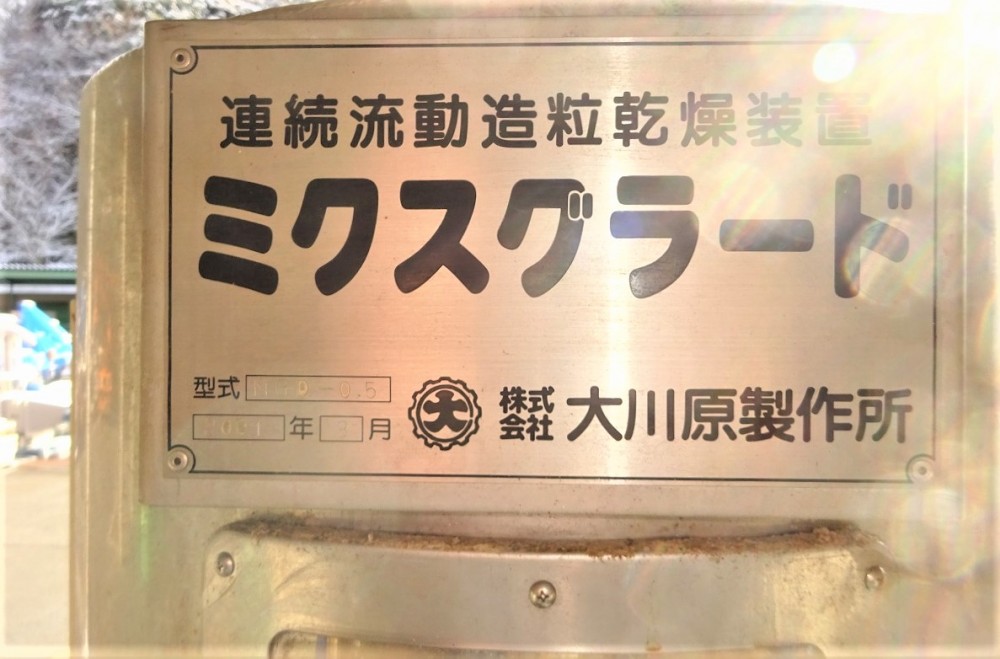 連続流動造粒乾燥装置
ミクスグラード
型式
年 月
大 株式会社 大川原製作所